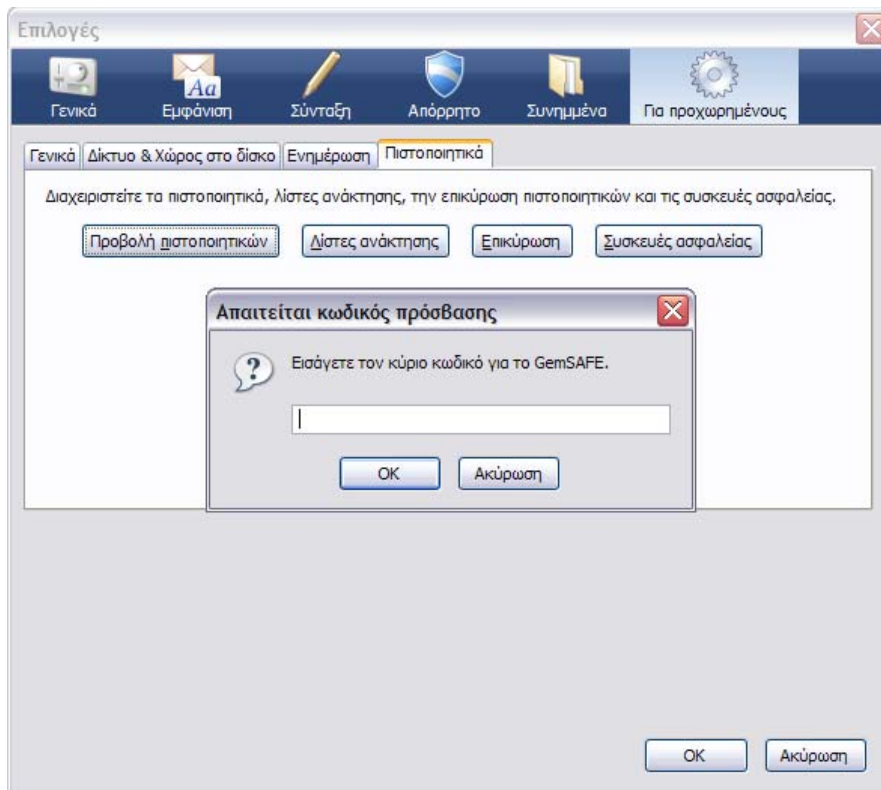 Επιλογές
Γενικά Εμφάνιση Σύνταξη Απόρρητο Συνημμένα Για προχωρημένους
Γενικά Δίκτυο & Χώρος στο δίσκο Ενημέρωση Πιστοποιητικά
Διαχειριστείτε τα πιστοποιητικά, λίστες ανάκτησης, την επικύρωση πιστοποιητικών και τις συσκευές ασφαλείας.
Προβολή πιστοποιητικών Λίστες ανάκτησης Επικύρωση Συσκευές ασφαλείας
Απαιτείται κωδικός πρόσβασης
Εισάγετε τον κύριο κωδικό για το GemSAFE.
OK Ακύρωση
OK Ακύρωση